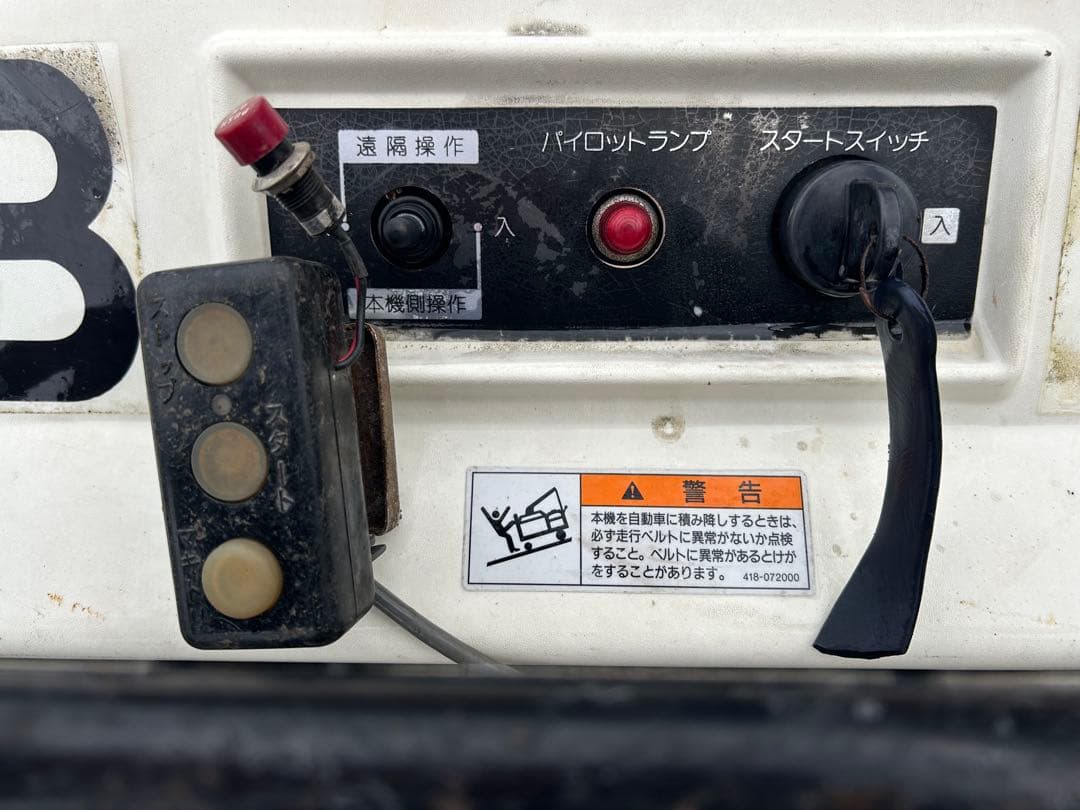 B
遠隔操作
パイロットランプ
スタートスイッチ
入
入
本機側操作
ストップ
スタート
警告
本機を自動車に積み降しするときは、
必ず走行ベルトに異常がないか点検
すること。ベルトに異常があるとけが
をすることがあります。 418-072000